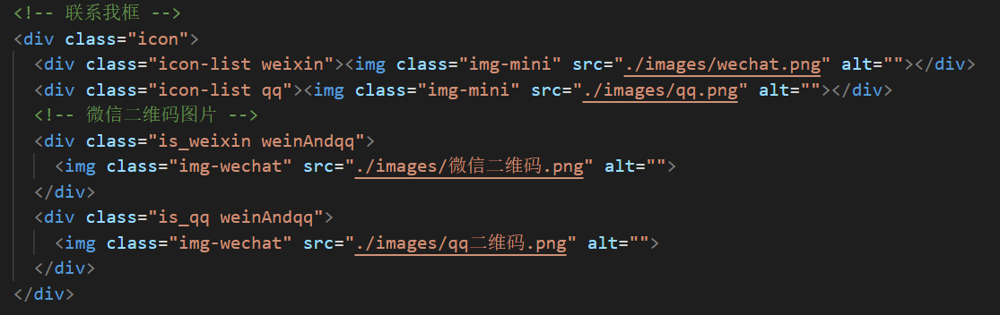 <!-- 联系我框 -->
<div class="icon">
<div class="icon-list weixin"><img class="img-mini" src="./images/wechat.png" alt=""></div>
<div class="icon-list qq"><img class="img-mini" src="./images/qq.png" alt=""></div>
<!-- 微信二维码图片 -->
<div class="is_weixin weinAndqq">
<img class="img-wechat" src="./images/微信二维码.png" alt="">
</div>
<div class="is_qq weinAndqq">
<img class="img-wechat" src="./images/qq二维码.png" alt="">
</div>
</div>